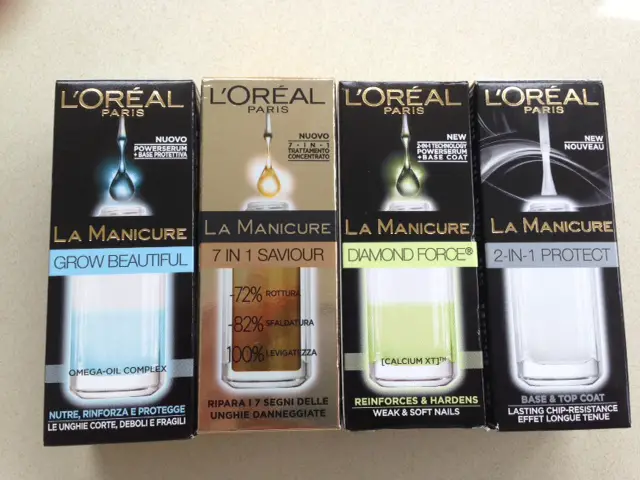 L'ORÉAL
PARIS
NUOVO
POWERSERUM
+ BASE PROTETTIVA
LA MANICURE
GROW BEAUTIFUL
OMEGA-OIL COMPLEX
NUTRE, RINFORZA E PROTEGGE
LE UNGHIE CORTE, DEBOLI E FRAGILI
L'ORÉAL
PARIS
NUOVO
7-IN-1
TRATTAMENTO
CONCENTRATO
LA MANICURE
7 IN 1 SAVIOUR
-72% ROTTURA
-82% SFALDATURA
100% LEVIGATEZZA
RIPARA I 7 SEGNI DELLE
UNGHIE DANNEGGIATE
L'ORÉAL
PARIS
NEW
2-IN-1 TECHNOLOGY
POWERSERUM
+ BASE COAT
LA MANICURE
DIAMOND FORCE®
[CALCIUM XT]™
REINFORCES & HARDENS
WEAK & SOFT NAILS
L'ORÉAL
PARIS
NEW
NOUVEAU
LA MANICURE
2-IN-1 PROTECT
BASE & TOP COAT
LASTING CHIP-RESISTANCE
EFFET LONGUE TENUE